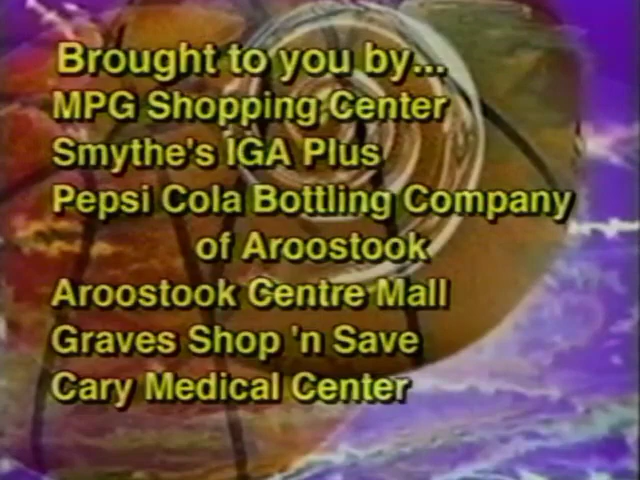 Brought to you by...
MPG Shopping Center
Smythe's IGA Plus
Pepsi Cola Bottling Company
of Aroostook
Aroostook Centre Mall
Graves Shop 'n Save
Cary Medical Center